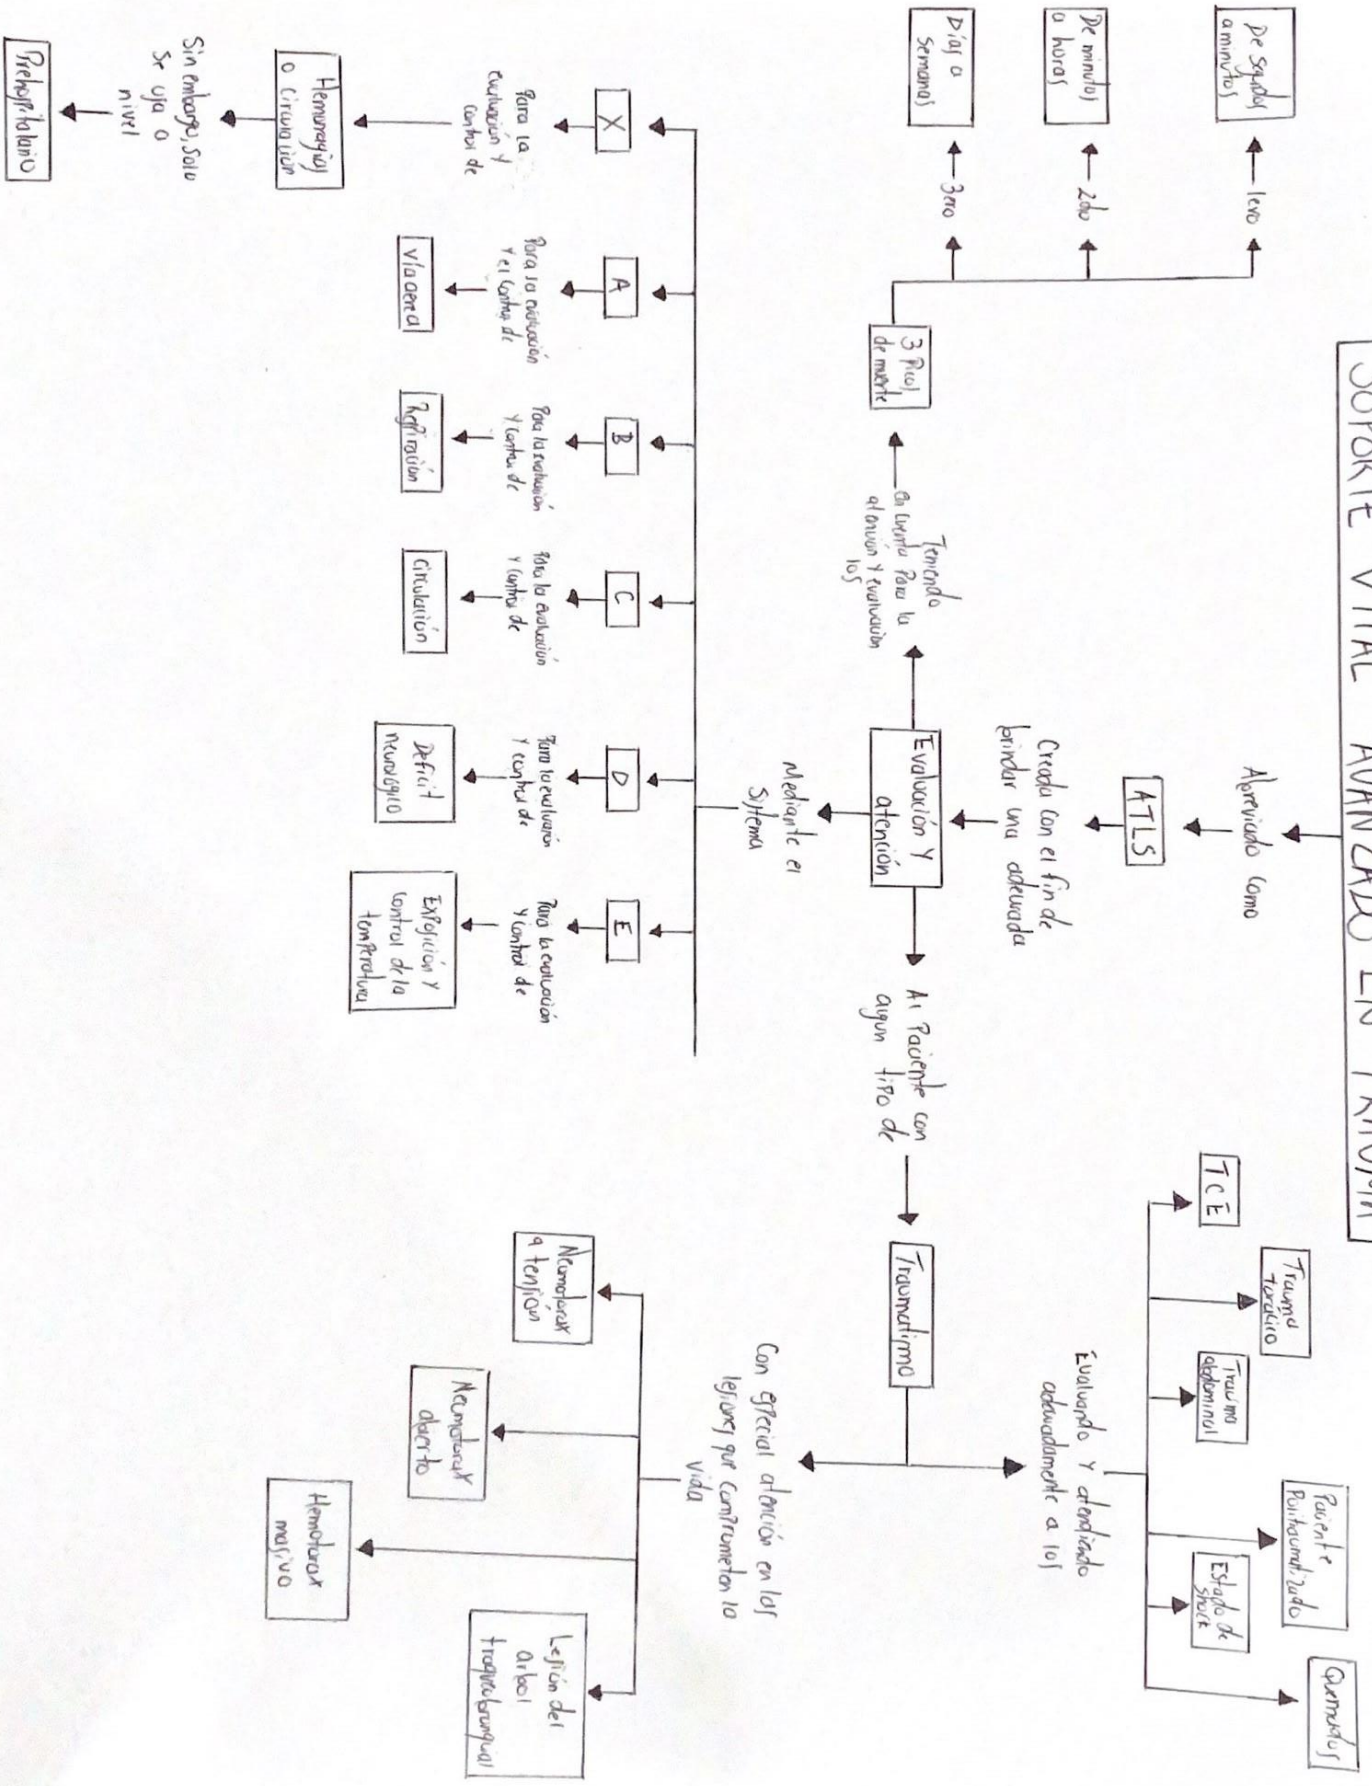 SOPORTE VITAL AVANZADO EN TRAUMA
Abreviado como
ATLS
Creada con el fin de
brindar una adecuada
Evaluación Y
atención
Teniendo
en cuenta Para la
atención y evaluación
los
3 Picos
de muerte
1ero
De segundos
a minutos
2do
De minutos
a horas
3ero
Días a
semanas
Al Paciente con
algun tipo de
Traumatismo
Evaluando y atendiendo
adecuadamente a los
TCE
Trauma
torácico
Trauma
abdominal
Paciente
Politraumatizado
Estado de
shock
Quemados
Con especial atención en las
lesiones que comprometen la
vida
Neumotorax
a tensión
Neumotorax
abierto
Hemotorax
masivo
Lesión del
arbol
traqueobronquial
Mediante el
Sistema
X
Para la
evaluación y
control de
Hemorragias
o circulación
Sin embargo, solo
se usa a
nivel
Prehospitalario
A
Para la evaluación
y el control de
Vía aerea
B
Para la evaluación
y control de
Respiración
C
Para la evaluación
y control de
circulación
D
Para la evaluación
y control de
Déficit
neurologico
E
Para la evaluación
y control de
Exposición y
control de la
temperatura